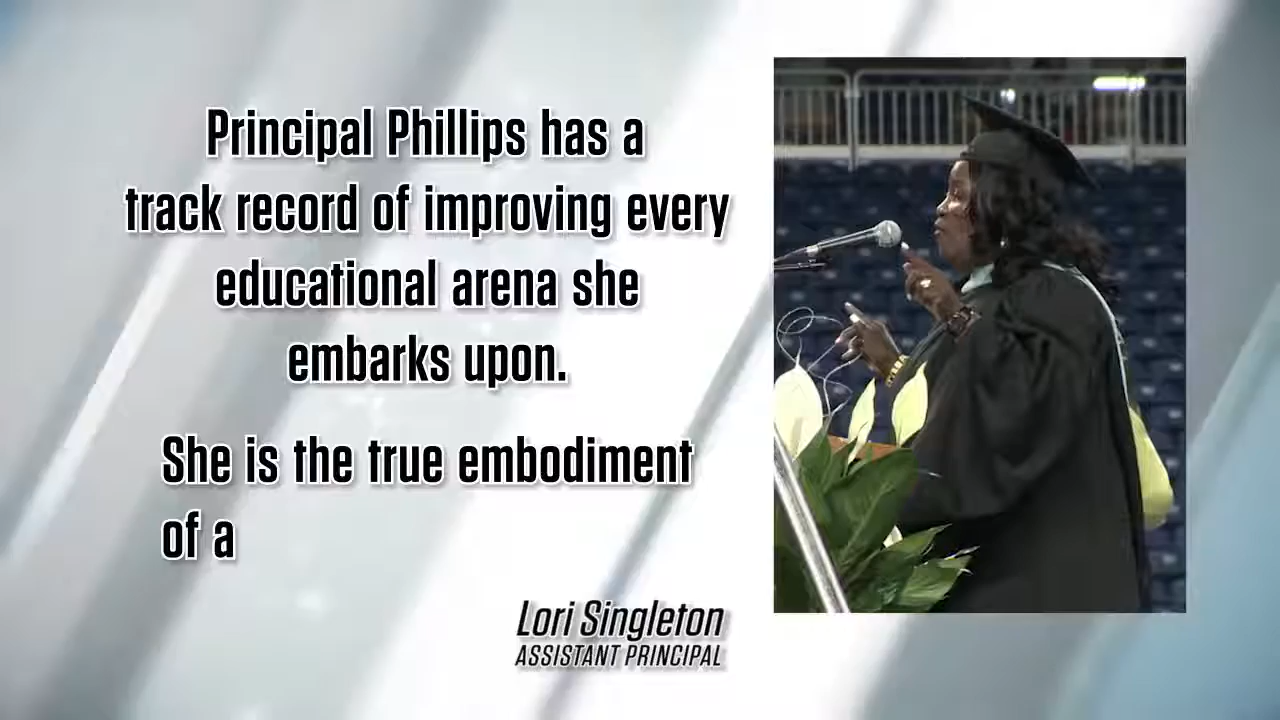 Principal Phillips has a
track record of improving every
educational arena she
embarks upon.
She is the true embodiment
of a
Lori Singleton
ASSISTANT PRINCIPAL